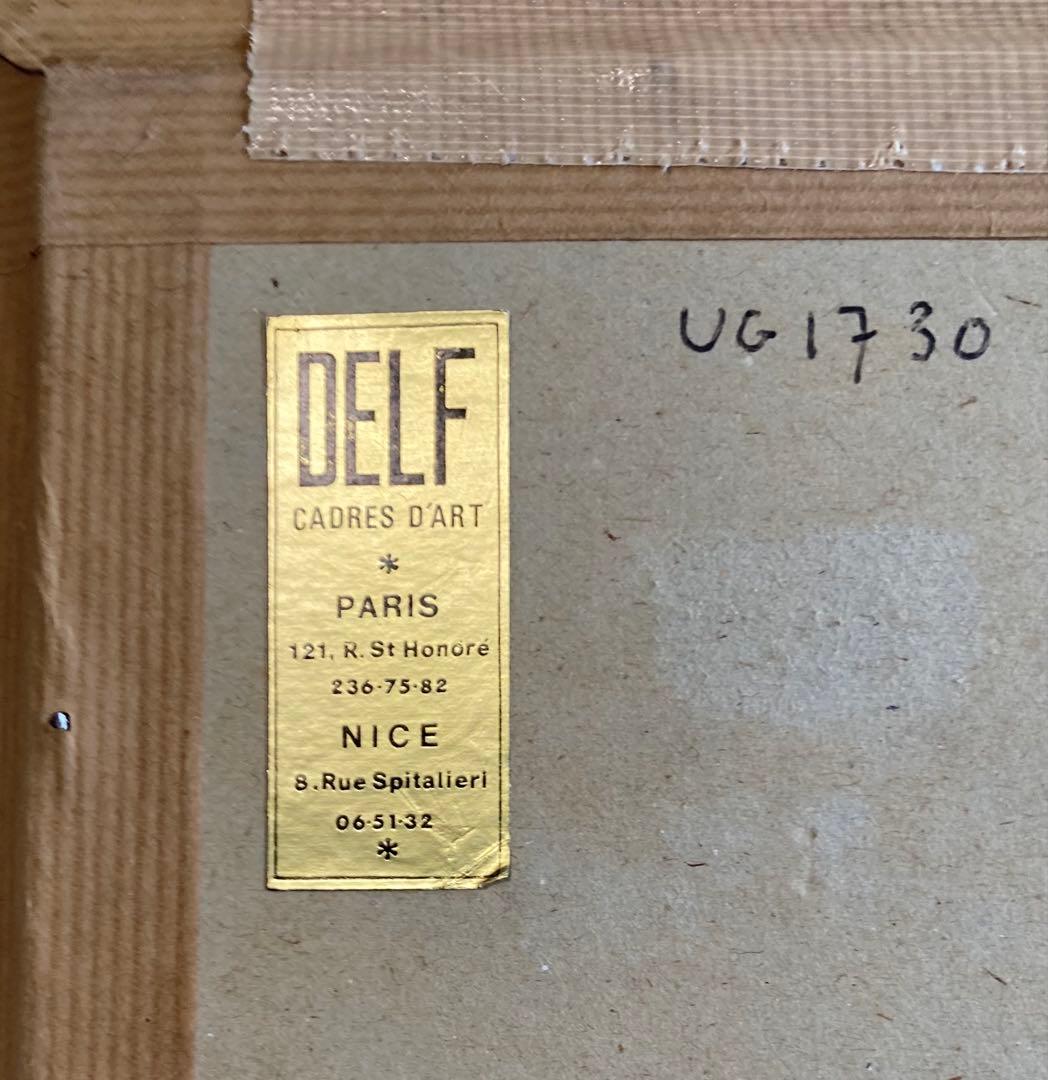 DELF
CADRES D'ART
*
PARIS
121, R. St Honoré
236-75-82
NICE
8.Rue Spitalieri
06-51-32
*
UG1730